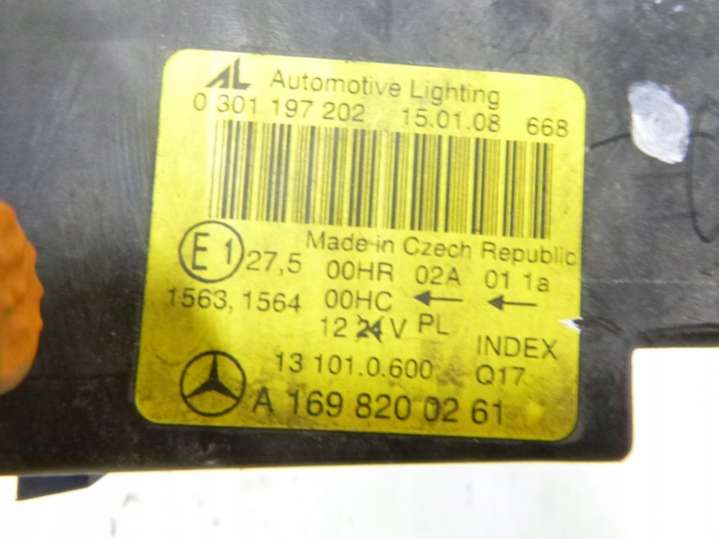 AL Automotive Lighting
0 301 197 202 15.01.08 668
Made in Czech Republic
E1 27,5 00HR 02A 01 1a
1563, 1564 00HC ← ←
12 24V PL
13 101.0.600 INDEX Q17
A 169 820 02 61